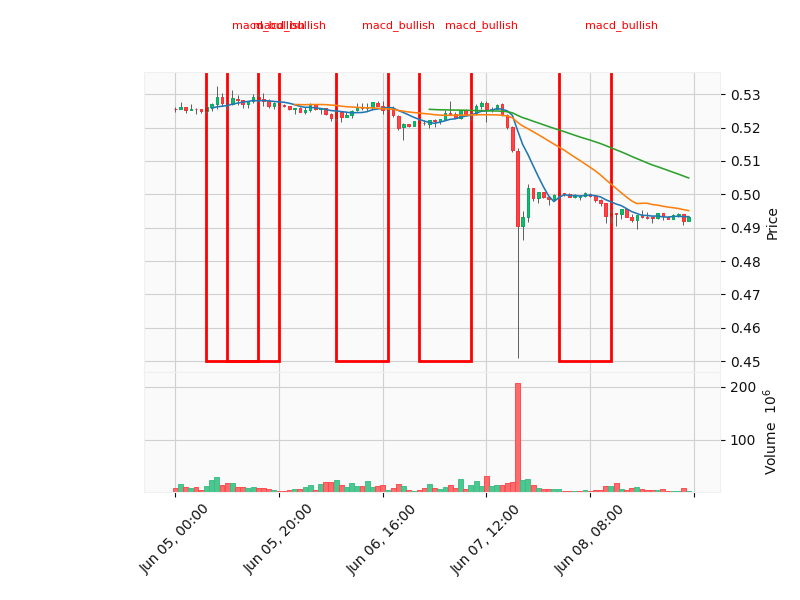 macd_bullish macd_bullish macd_bullish macd_bullish macd_bullish
0.53
0.52
0.51
0.50
0.49
0.48
0.47
0.46
0.45
Price
200
100
Volume 10^6
Jun 05, 00:00
Jun 05, 20:00
Jun 06, 16:00
Jun 07, 12:00
Jun 08, 08:00